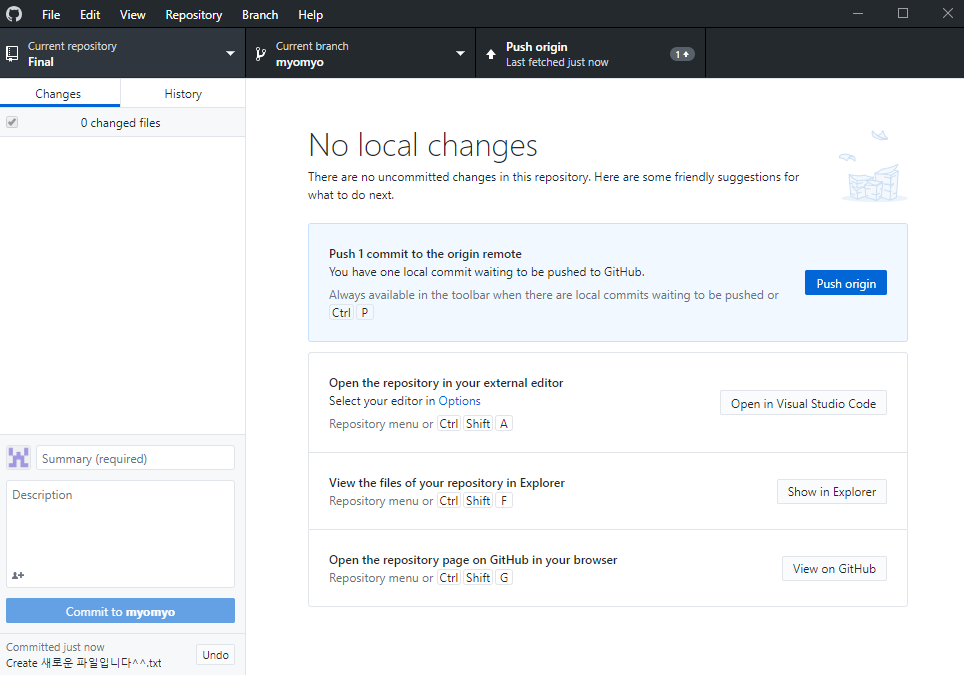 File Edit View Repository Branch Help
Current repository
Final
Current branch
myomyo
Push origin
Last fetched just now
1
Changes
History
0 changed files
No local changes
There are no uncommitted changes in this repository. Here are some friendly suggestions for
what to do next.
Push 1 commit to the origin remote
You have one local commit waiting to be pushed to GitHub.
Always available in the toolbar when there are local commits waiting to be pushed or
Ctrl P
Push origin
Open the repository in your external editor
Select your editor in Options
Repository menu or Ctrl Shift A
Open in Visual Studio Code
View the files of your repository in Explorer
Repository menu or Ctrl Shift F
Show in Explorer
Open the repository page on GitHub in your browser
Repository menu or Ctrl Shift G
View on GitHub
Summary (required)
Description
Commit to myomyo
Committed just now
Create 새로운 파일입니다^^.txt
Undo